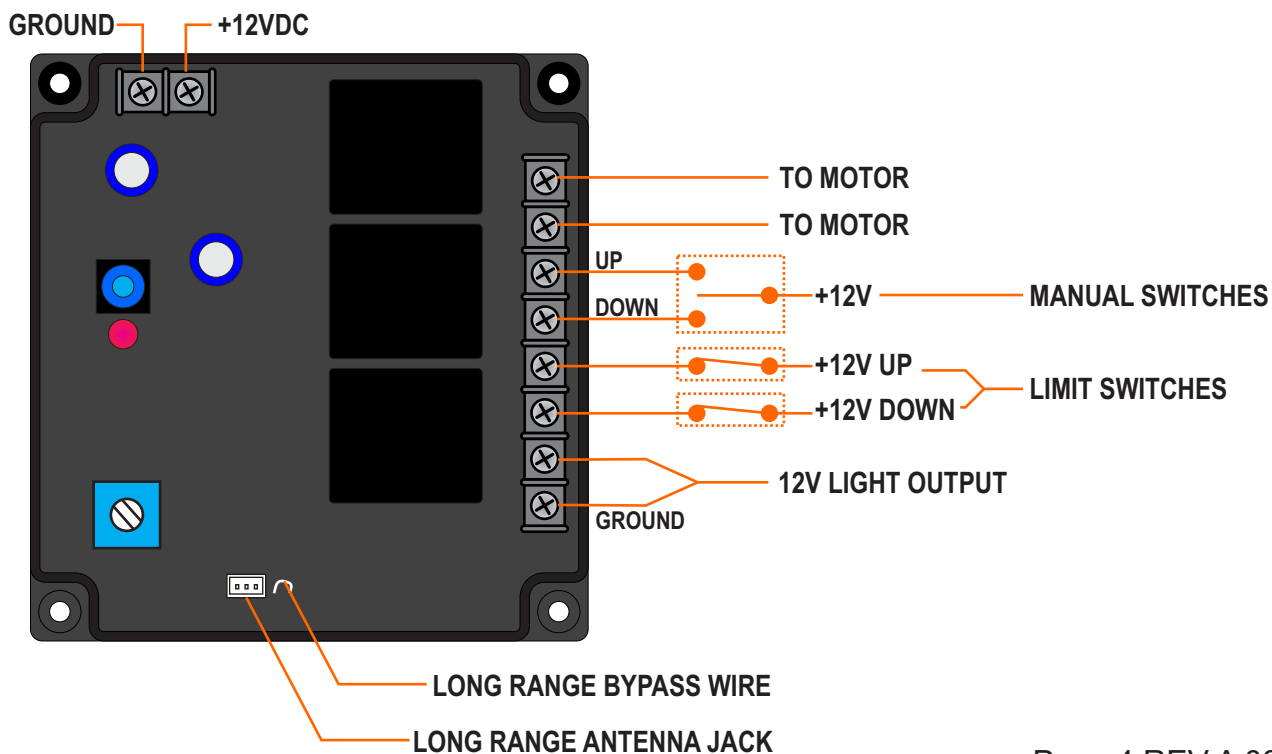 GROUND
+12VDC
TO MOTOR
TO MOTOR
UP
DOWN
+12V
MANUAL SWITCHES
+12V UP
+12V DOWN
LIMIT SWITCHES
12V LIGHT OUTPUT
GROUND
LONG RANGE BYPASS WIRE
LONG RANGE ANTENNA JACK
REV A